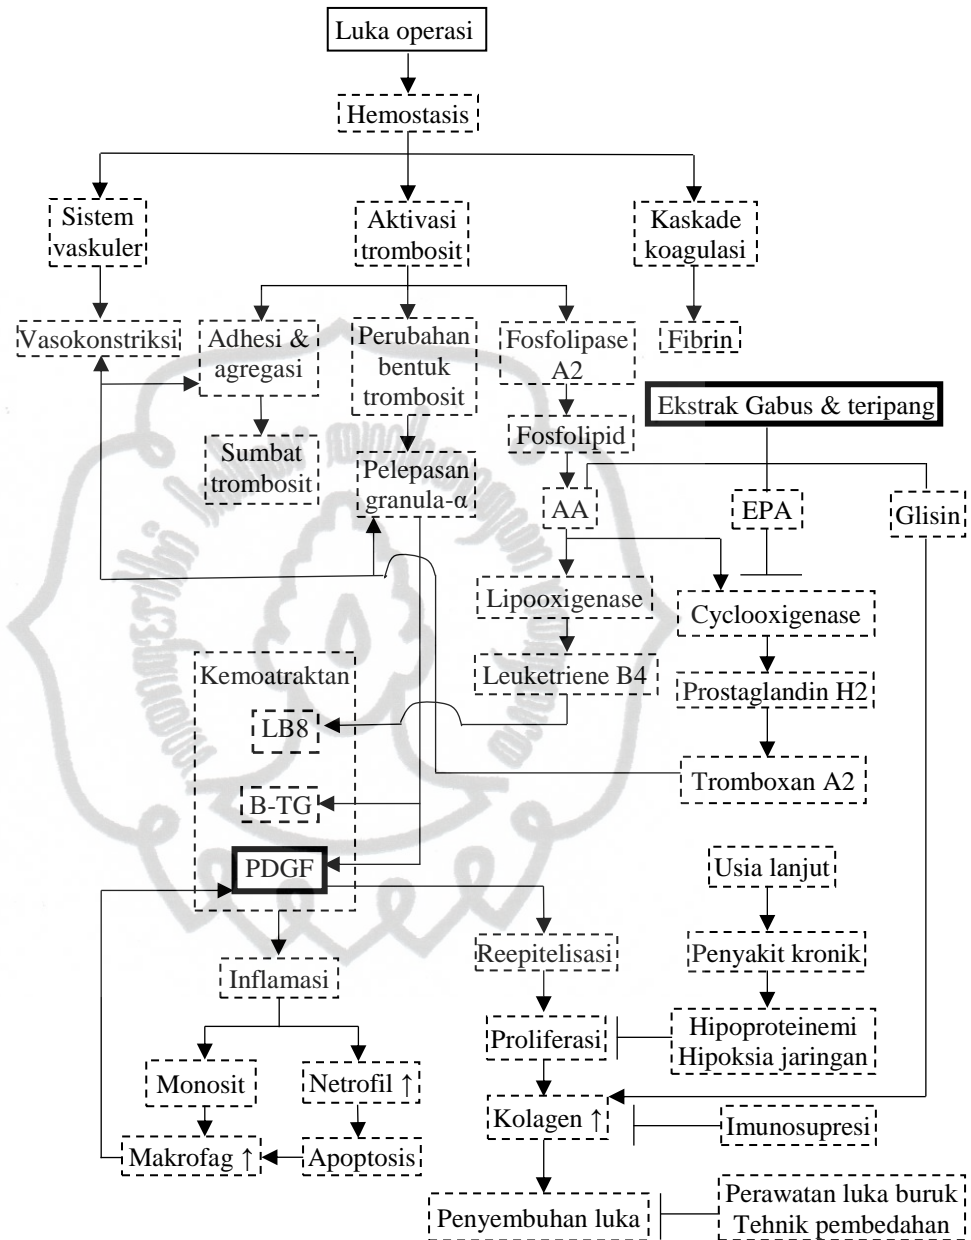 Luka operasi
Hemostasis
Sistem
vaskuler
Aktivasi
trombosit
Kaskade
koagulasi
Vasokonstriksi
Adhesi &
agregasi
Perubahan
bentuk
trombosit
Fosfolipase
A2
Fibrin
Ekstrak Gabus & teripang
Sumbat
trombosit
Pelepasan
granula-α
Fosfolipid
AA
EPA
Glisin
Lipooxigenase
Cyclooxigenase
Kemoatraktan
Leuketriene B4
Prostaglandin H2
LB8
Tromboxan A2
B-TG
PDGF
Usia lanjut
Inflamasi
Reepitelisasi
Penyakit kronik
Proliferasi
Hipoproteinemi
Hipoksia jaringan
Monosit
Netrofil ↑
Kolagen ↑
Imunosupresi
Makrofag ↑
Apoptosis
Penyembuhan luka
Perawatan luka buruk
Tehnik pembedahan